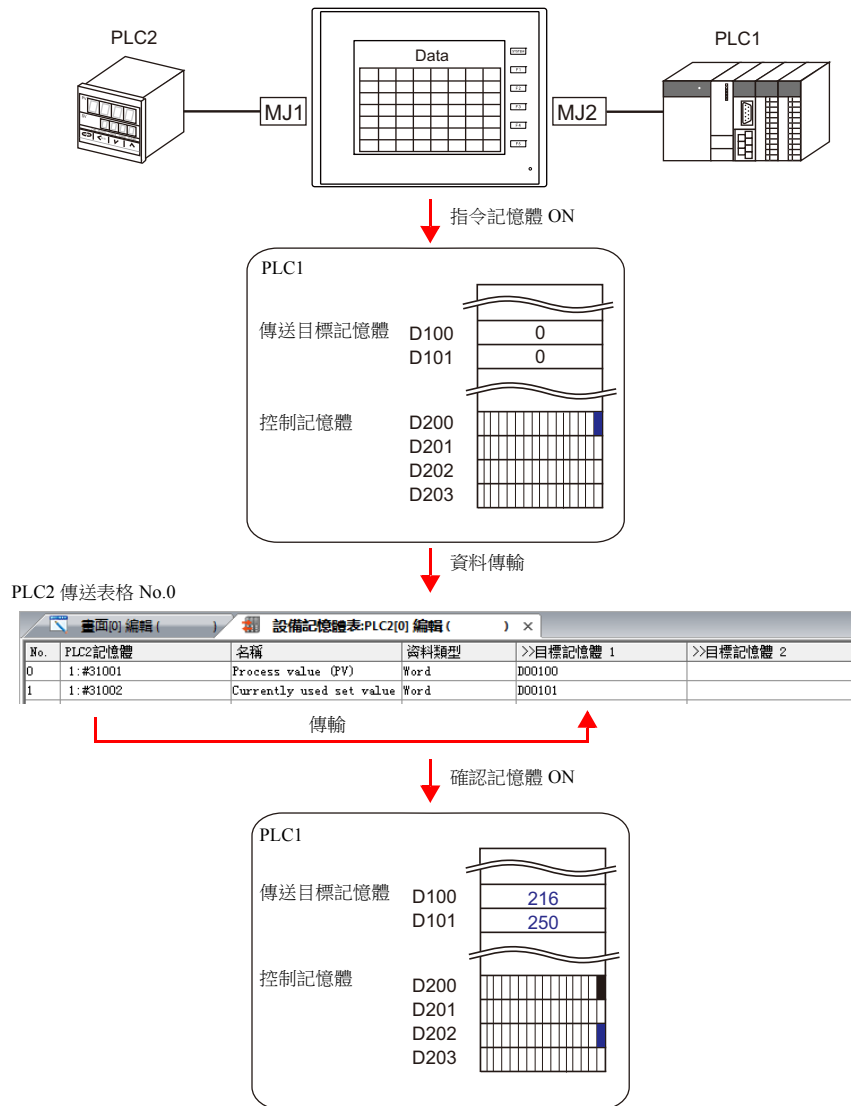 PLC2
PLC1
Data
SYSTEM
F1
F2
F3
F4
F5
MJ1
MJ2
指令記憶體 ON
PLC1
傳送目標記憶體 D100 0
D101 0
控制記憶體 D200
D201
D202
D203
資料傳輸
PLC2 傳送表格 No.0
畫面[0] 編輯 ( ) 設備記憶體表:PLC2[0] 編輯 ( ) ×
No. PLC2記憶體 名稱 資料類型 >>目標記憶體 1 >>目標記憶體 2
0 1:#31001 Process value (PV) Word D00100
1 1:#31002 Currently used set value Word D00101
傳輸
確認記憶體 ON
PLC1
傳送目標記憶體 D100 216
D101 250
控制記憶體 D200
D201
D202
D203